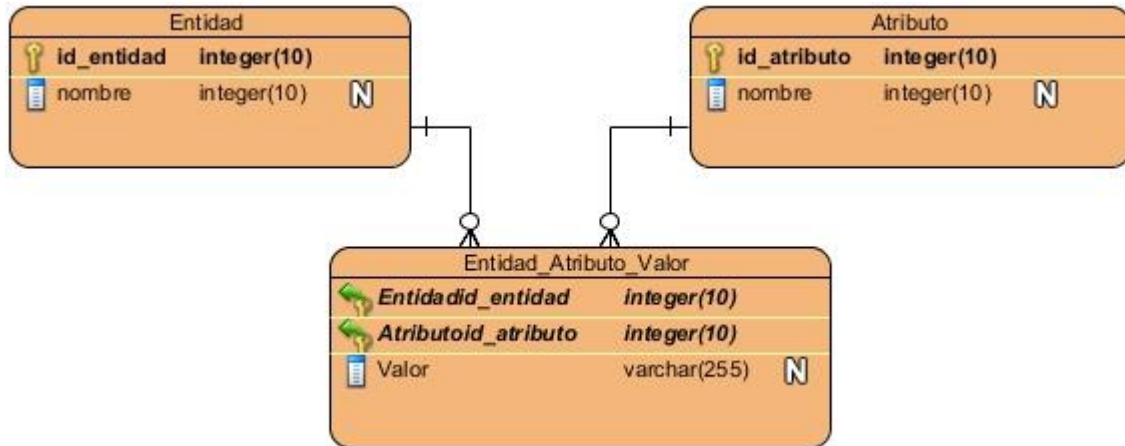 Entidad
id_entidad integer(10)
nombre integer(10) N
Atributo
id_atributo integer(10)
nombre integer(10) N
Entidad_Atributo_Valor
Entidadid_entidad integer(10)
Atributoid_atributo integer(10)
Valor varchar(255) N